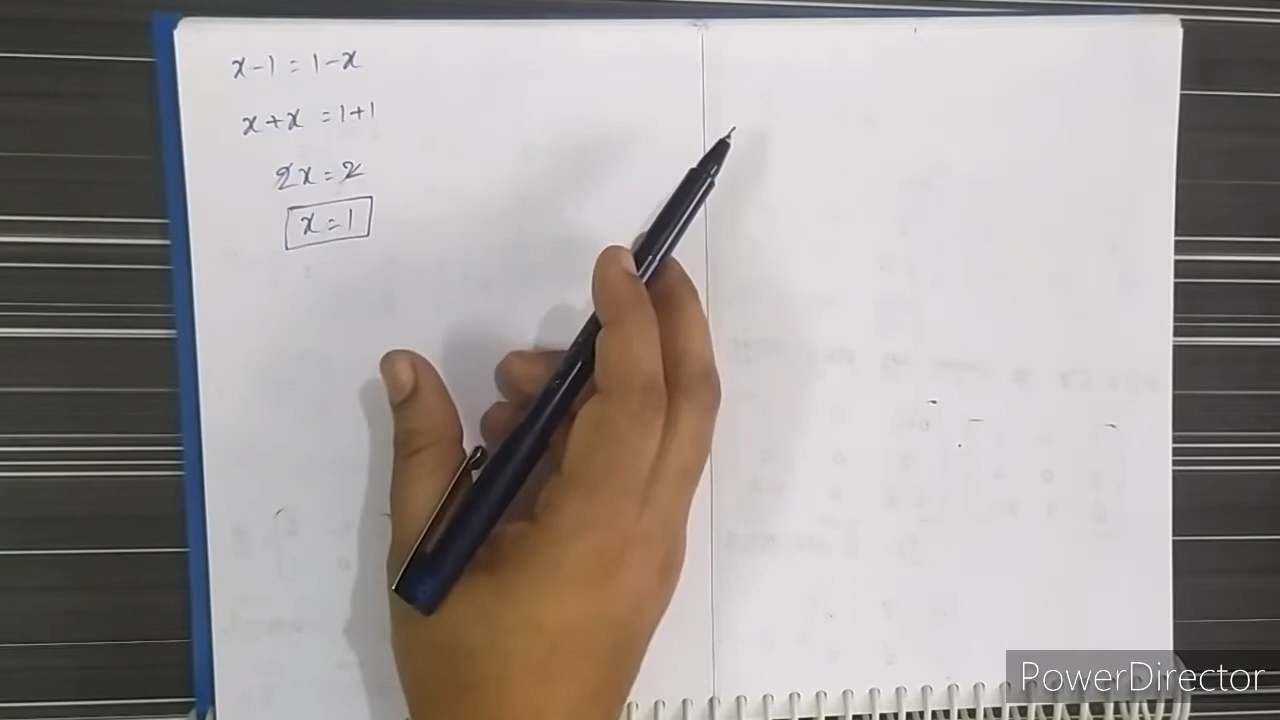 x-1=1-x
x+x=1+1
2x=2
x=1
PowerDirector